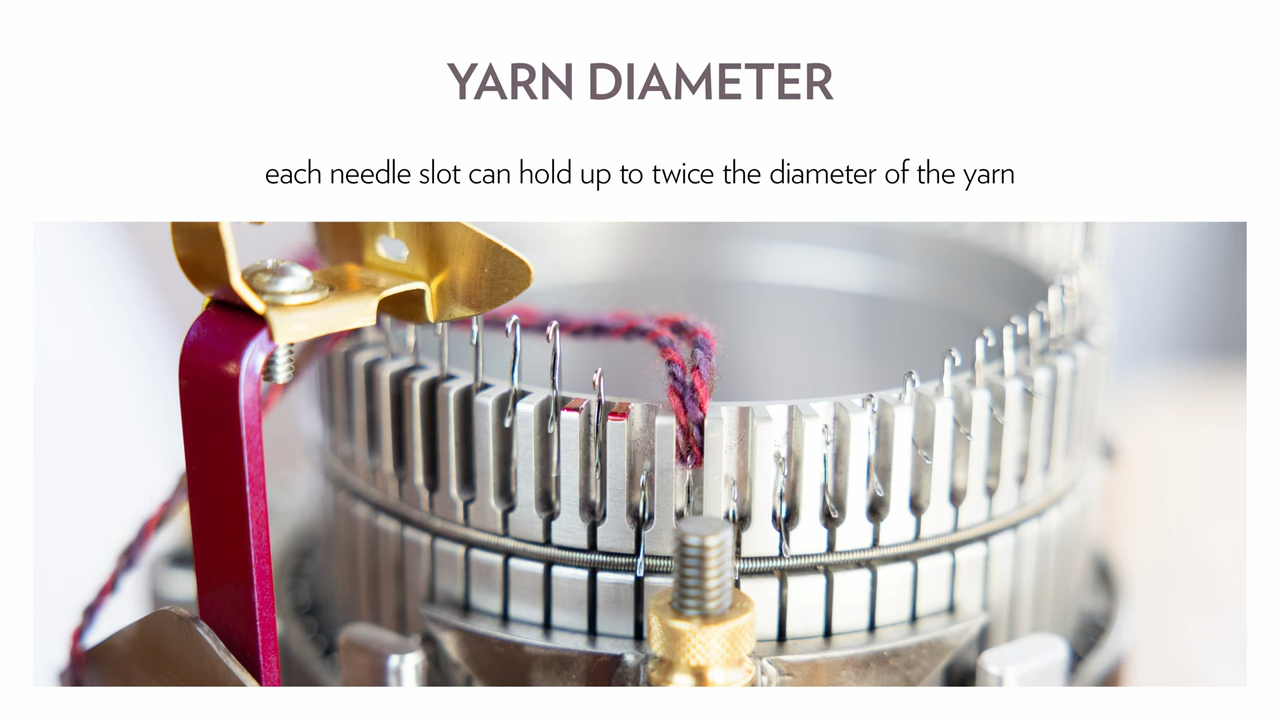 YARN DIAMETER
each needle slot can hold up to twice the diameter of the yarn